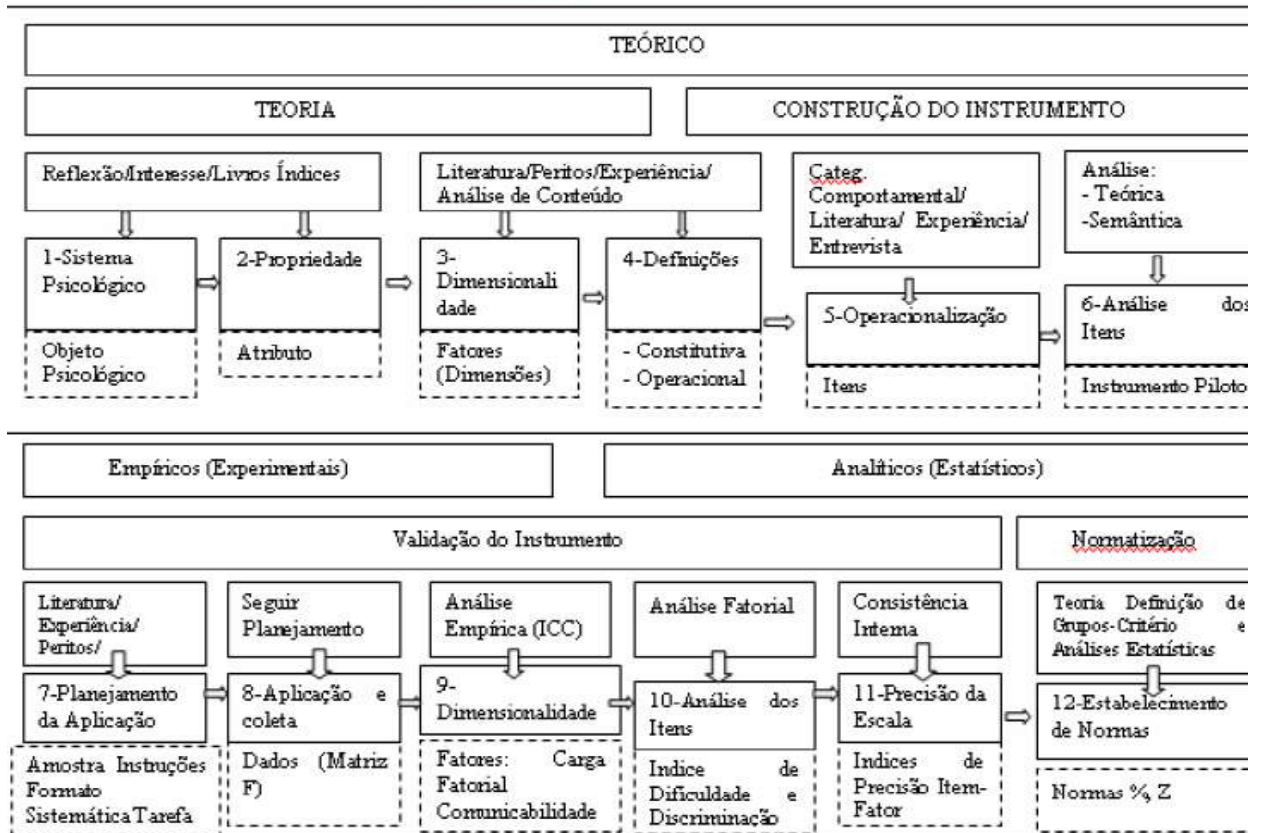 TEÓRICO
TEORIA
CONSTRUÇÃO DO INSTRUMENTO
Reflexão/Interesse/Livros Índices
Literatura/Peritos/Experiência/
Análise de Conteúdo
Categ.
Comportamental/
Literatura/ Experiência/
Entrevista
Análise:
- Teórica
-Semântica
1-Sistema
Psicológico
2-Propriedade
3-
Dimensionali
dade
4-Definições
5-Operacionalização
6-Análise dos
Itens
Objeto
Psicológico
Atributo
Fatores
(Dimensões)
- Constitutiva
- Operacional
Itens
Instrumento Piloto
Empíricos (Experimentais)
Analíticos (Estatísticos)
Validação do Instrumento
Normatização
Literatura/
Experiência/
Peritos/
Seguir
Planejamento
Análise
Empírica (ICC)
Análise Fatorial
Consistência
Interna
Teoria Definição de
Grupos-Critério e
Análises Estatísticas
7-Planejamento
da Aplicação
8-Aplicação e
coleta
9-
Dimensionalidade
10-Análise dos
Itens
11-Precisão da
Escala
12-Estabelecimento
de Normas
Amostra Instruções
Formato
Sistemática Tarefa
Dados (Matriz
F)
Fatores: Carga
Fatorial
Comunicabilidade
Indice de
Dificuldade e
Discriminação
Indices de
Precisão Item-
Fator
Normas %, Z